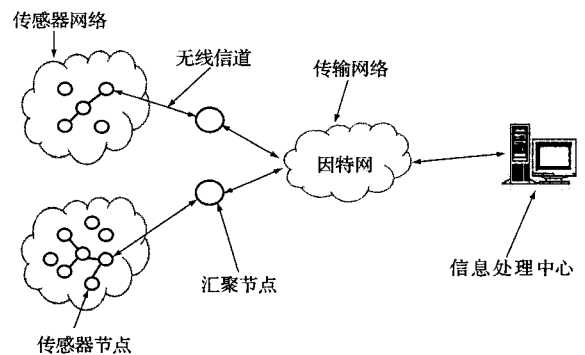 传感器网络
无线信道
传输网络
因特网
汇聚节点
信息处理中心
传感器节点